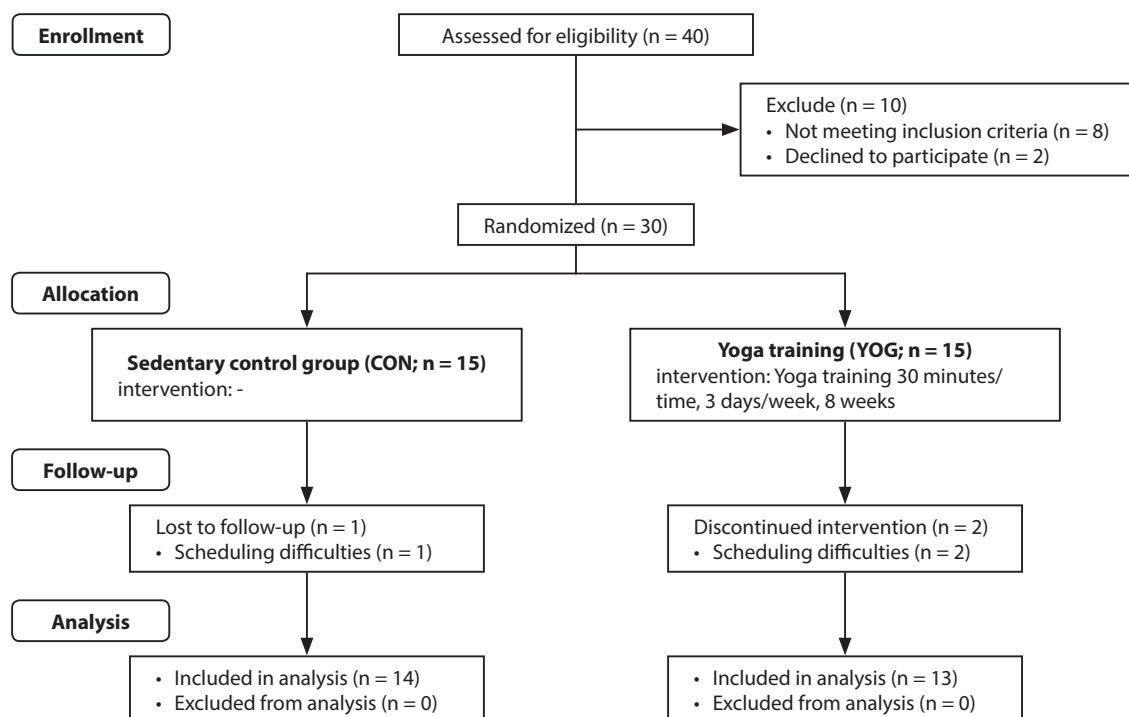 Enrollment
Assessed for eligibility (n = 40)
Exclude (n = 10)
• Not meeting inclusion criteria (n = 8)
• Declined to participate (n = 2)
Randomized (n = 30)
Allocation
Sedentary control group (CON; n = 15)
intervention: -
Yoga training (YOG; n = 15)
intervention: Yoga training 30 minutes/
time, 3 days/week, 8 weeks
Follow-up
Lost to follow-up (n = 1)
• Scheduling difficulties (n = 1)
Discontinued intervention (n = 2)
• Scheduling difficulties (n = 2)
Analysis
• Included in analysis (n = 14)
• Excluded from analysis (n = 0)
• Included in analysis (n = 13)
• Excluded from analysis (n = 0)